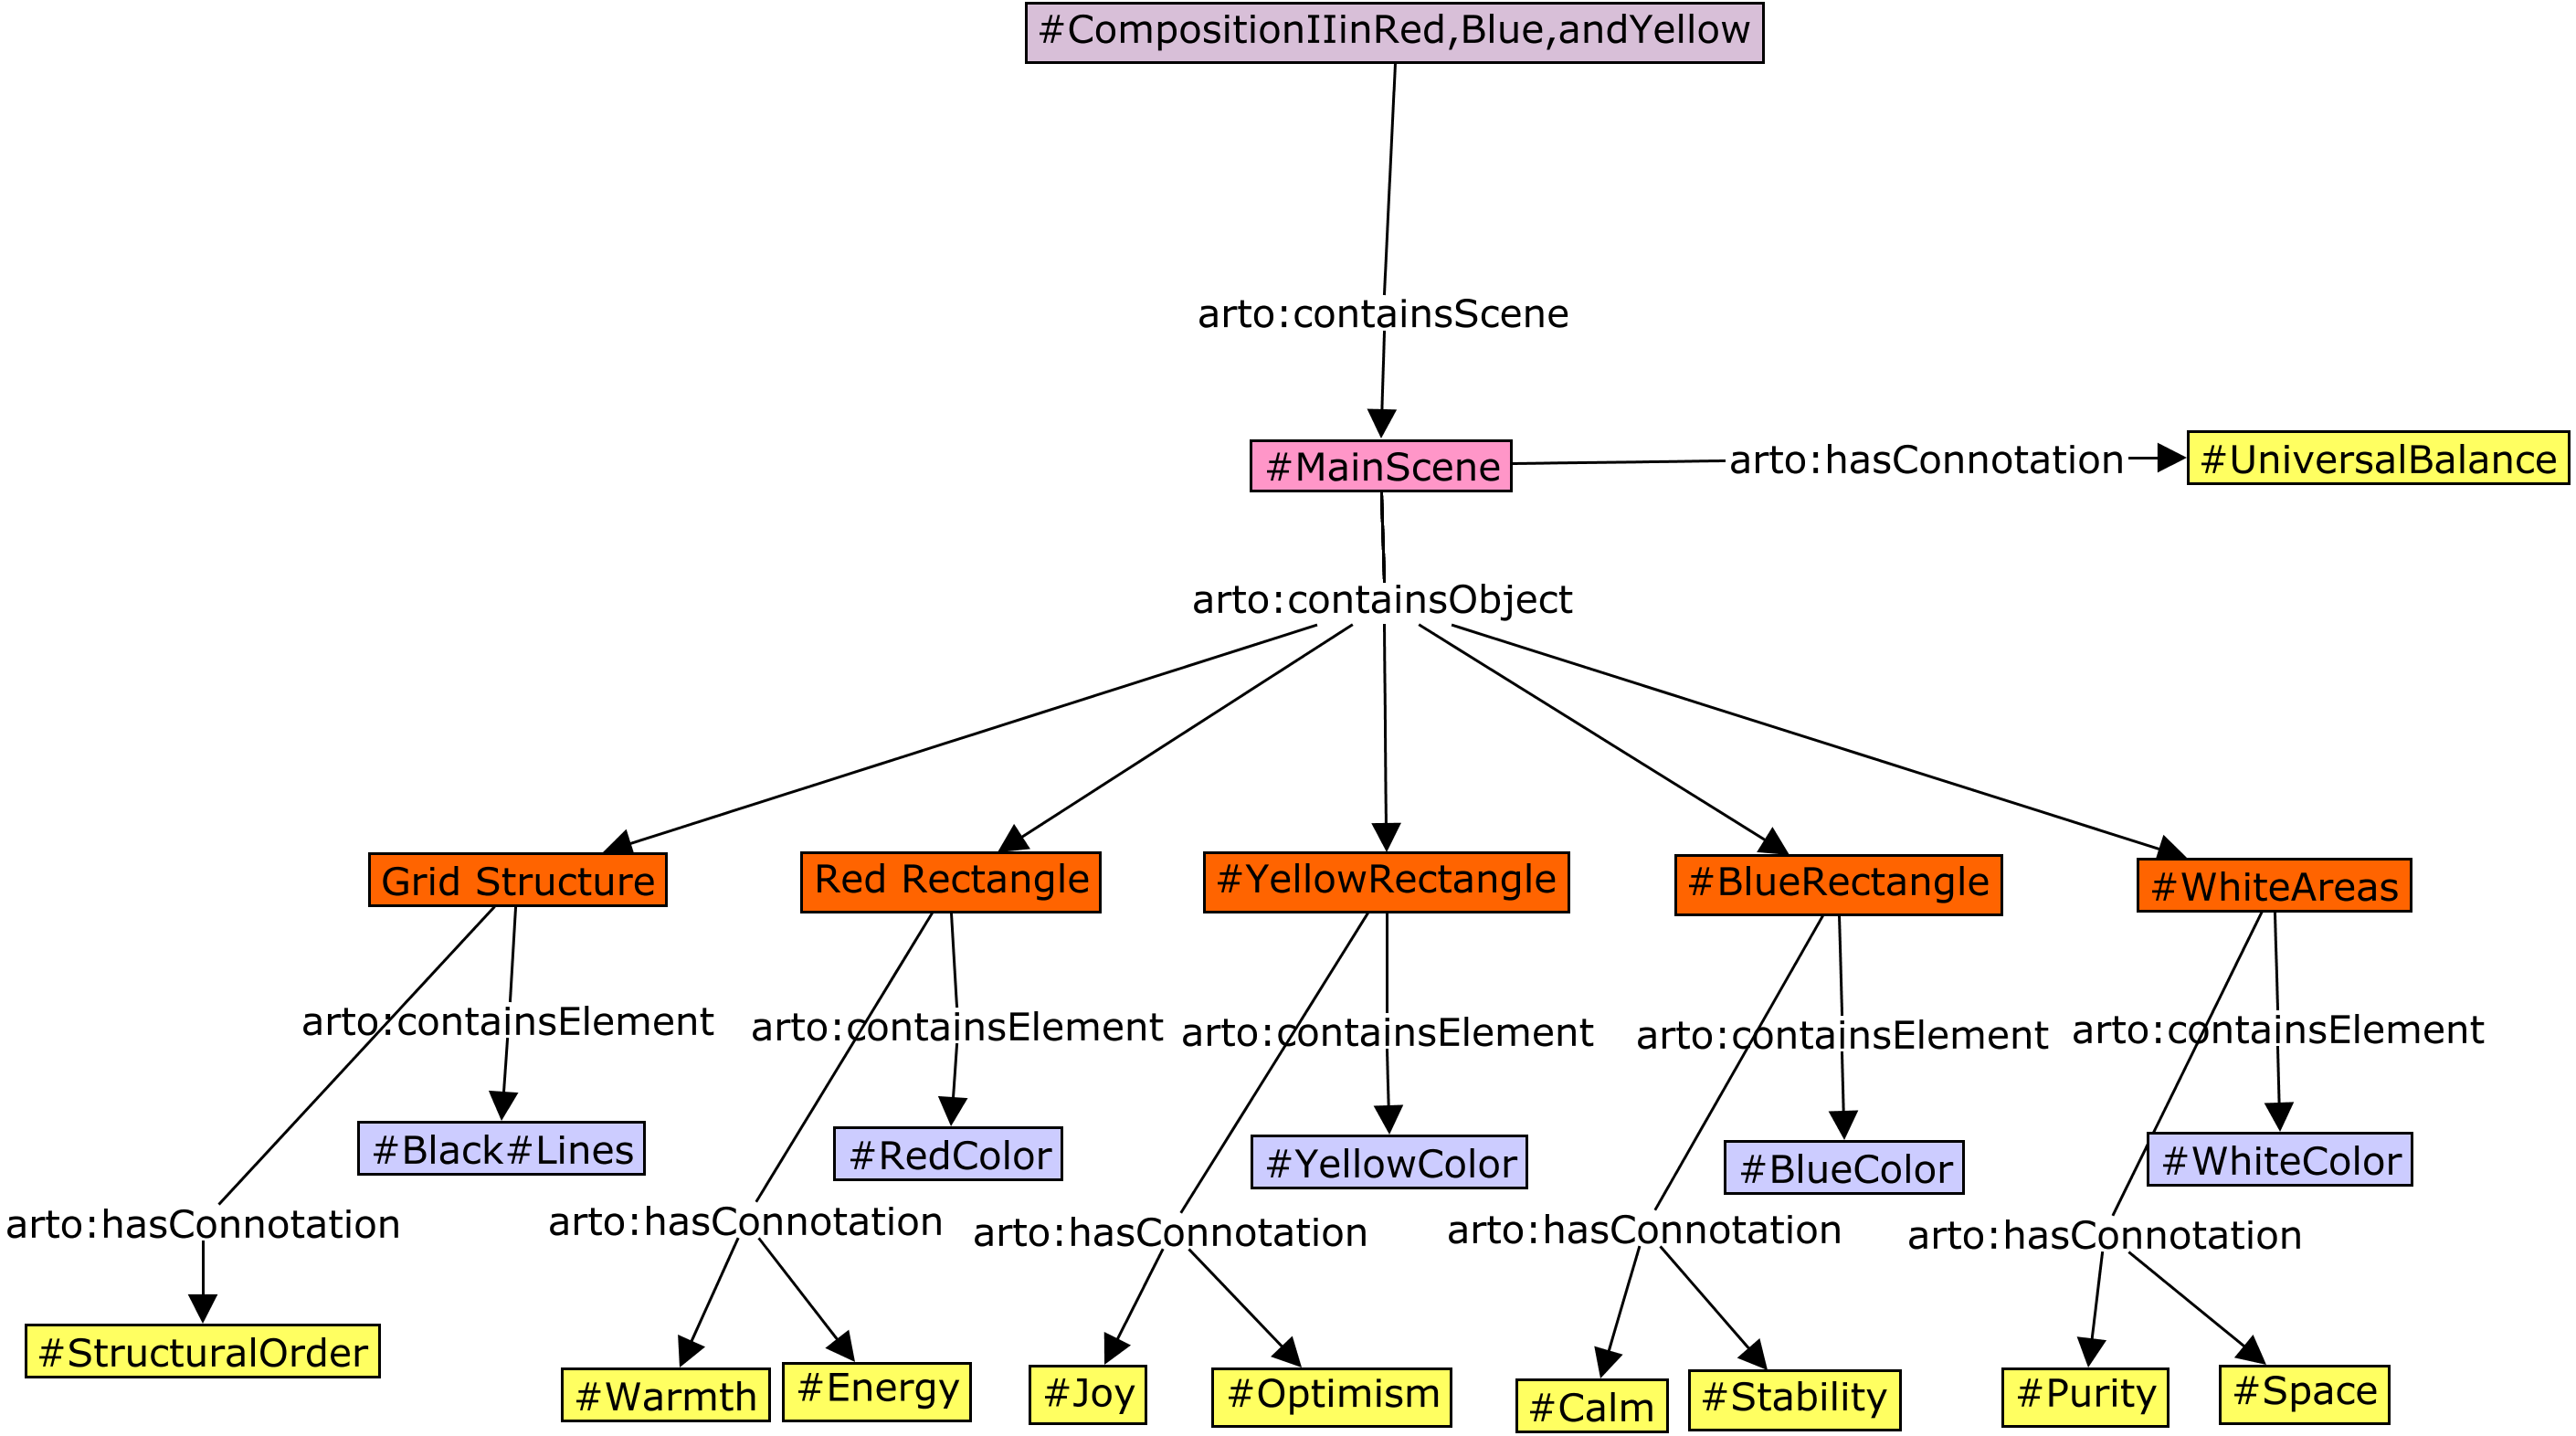 #CompositionIIinRed,Blue,andYellow
arto:containsScene
#MainScene
arto:hasConnotation
#UniversalBalance
arto:containsObject
Grid Structure
Red Rectangle
#YellowRectangle
#BlueRectangle
#WhiteAreas
arto:containsElement
arto:containsElement
arto:containsElement
arto:containsElement
arto:containsElement
#Black#Lines
#RedColor
#YellowColor
#BlueColor
#WhiteColor
arto:hasConnotation
arto:hasConnotation
arto:hasConnotation
arto:hasConnotation
arto:hasConnotation
#StructuralOrder
#Warmth
#Energy
#Joy
#Optimism
#Calm
#Stability
#Purity
#Space